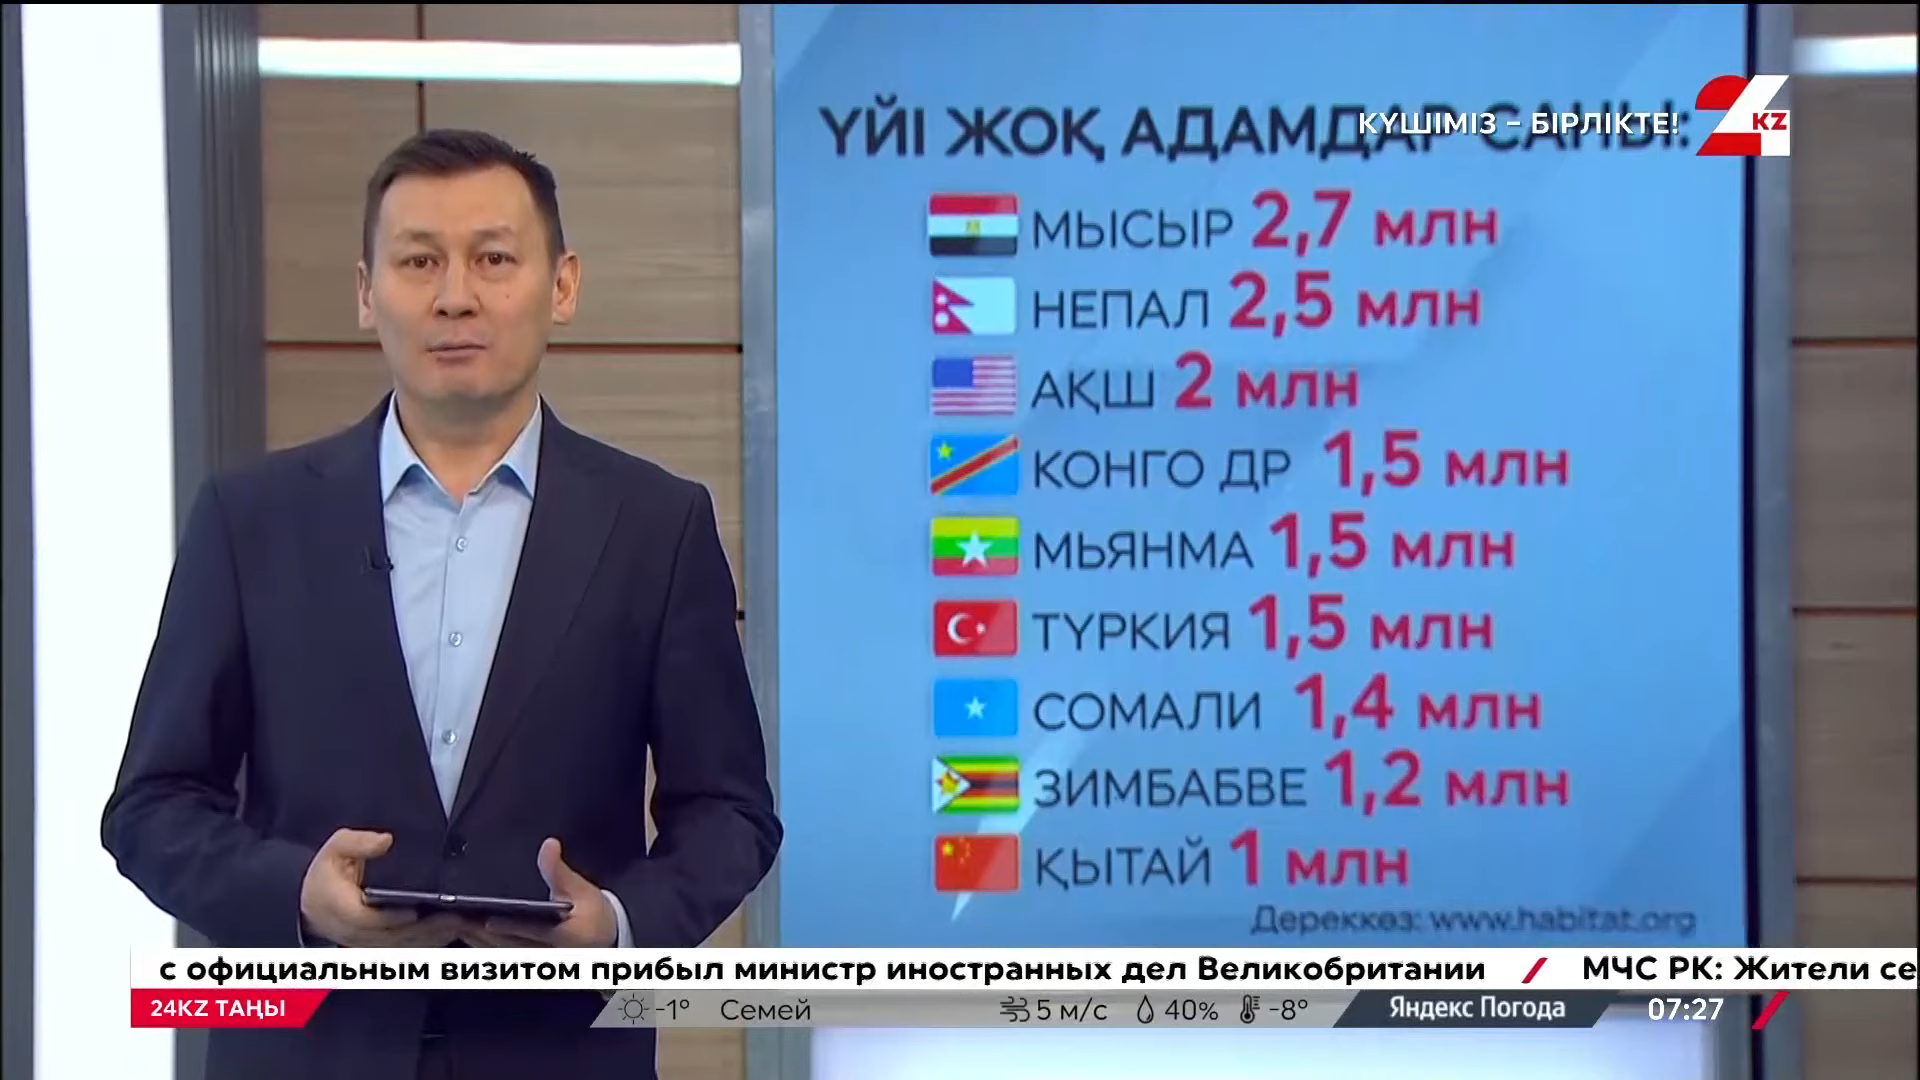 ҮЙІ ЖОҚ АДАМДАР САНЫ:
КҮШІМІЗ – БІРЛІКТЕ!
24 KZ
МЫСЫР 2,7 МЛН
НЕПАЛ 2,5 МЛН
АҚШ 2 МЛН
КОНГО ДР 1,5 МЛН
МЬЯНМА 1,5 МЛН
ТҮРКИЯ 1,5 МЛН
СОМАЛИ 1,4 МЛН
ЗИМБАБВЕ 1,2 МЛН
ҚЫТАЙ 1 МЛН
Дереккөз: www.habitat.org
с официальным визитом прибыл министр иностранных дел Великобритании / МЧС РК: Жители се
24KZ ТАҢЫ -1° Семей 5 м/с 40% -8° Яндекс Погода 07:27